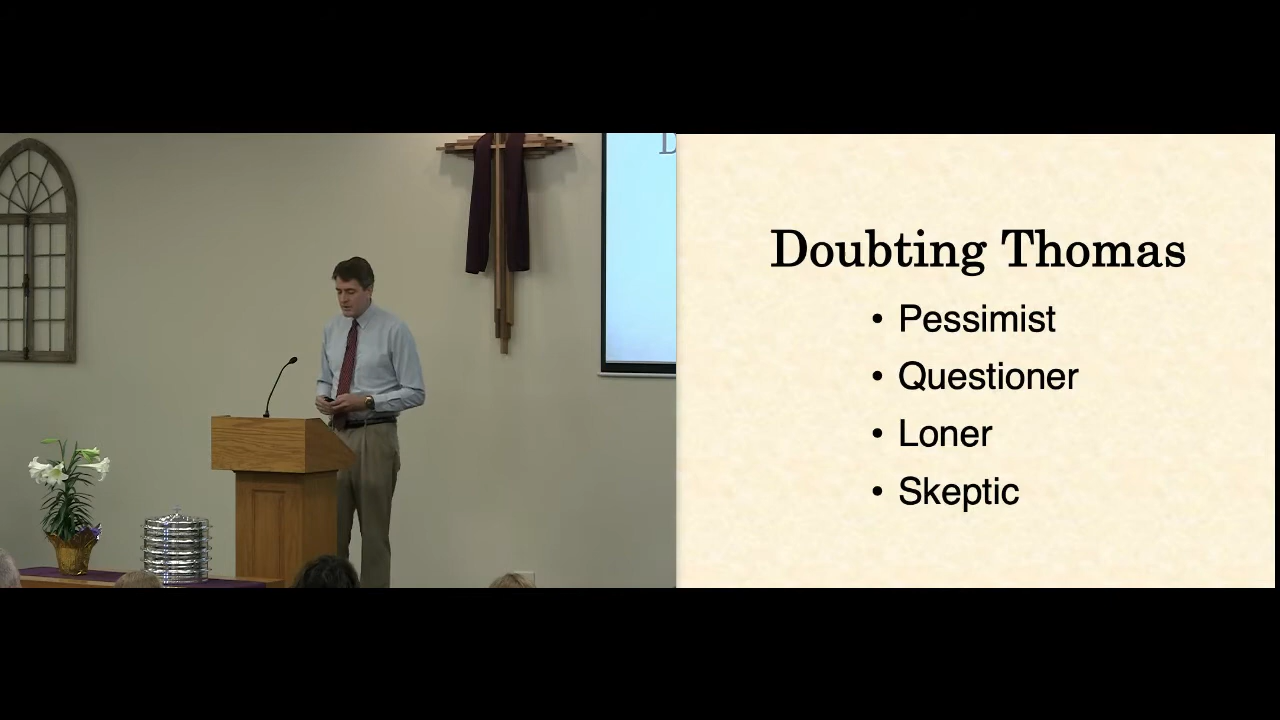 D
Doubting Thomas
• Pessimist
• Questioner
• Loner
• Skeptic